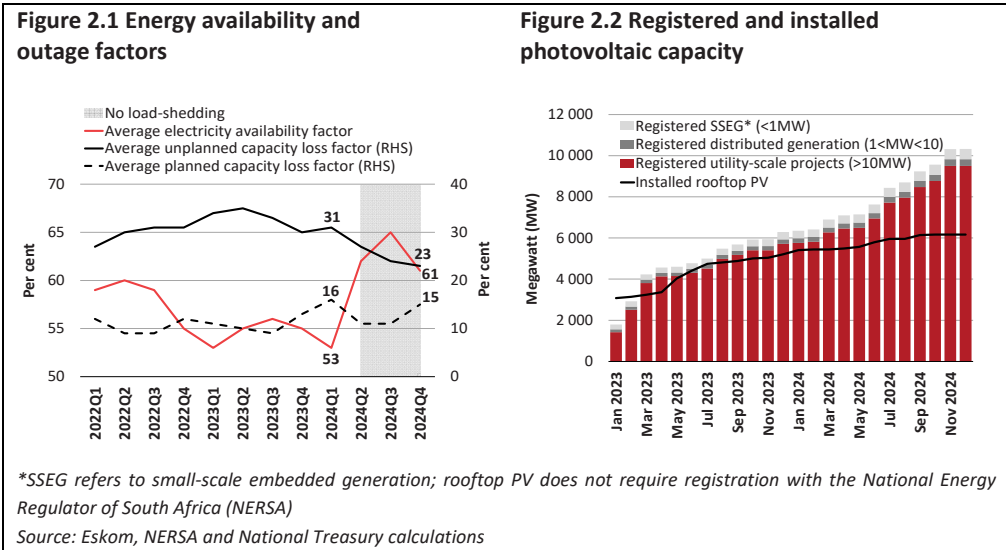 Figure 2.1 Energy availability and
outage factors
No load-shedding
Average electricity availability factor
Average unplanned capacity loss factor (RHS)
Average planned capacity loss factor (RHS)
70
65
60
55
50
Per cent
40
30
20
10
0
Per cent
31
23
61
16
15
53
2022Q1
2022Q2
2022Q3
2022Q4
2023Q1
2023Q2
2023Q3
2023Q4
2024Q1
2024Q2
2024Q3
2024Q4
Figure 2.2 Registered and installed
photovoltaic capacity
12 000
10 000
8 000
6 000
4 000
2 000
0
Megawatt (MW)
Registered SSEG* (<1MW)
Registered distributed generation (1<MW<10)
Registered utility-scale projects (>10MW)
Installed rooftop PV
Jan 2023
Mar 2023
May 2023
Jul 2023
Sep 2023
Nov 2023
Jan 2024
Mar 2024
May 2024
Jul 2024
Sep 2024
Nov 2024
*SSEG refers to small-scale embedded generation; rooftop PV does not require registration with the National Energy
Regulator of South Africa (NERSA)
Source: Eskom, NERSA and National Treasury calculations